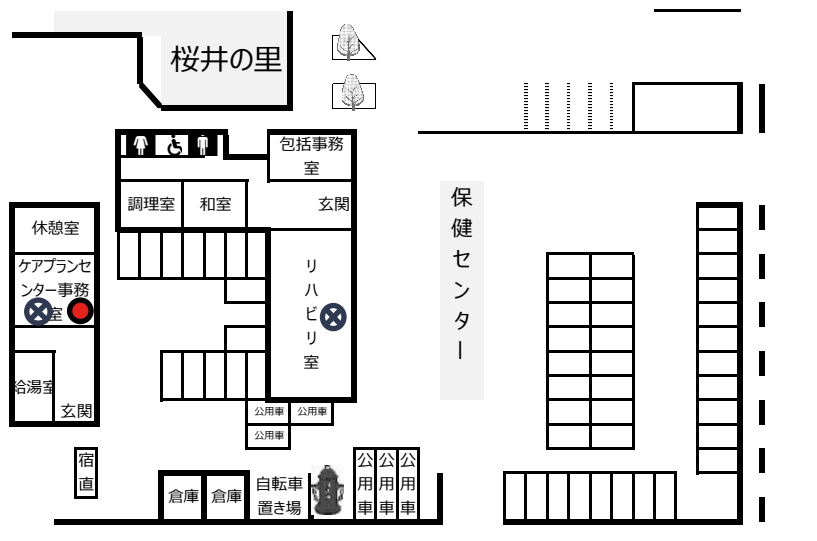 桜井の里
包括事務
室
調理室
和室
玄関
休憩室
ケアプランセ
ンター事務
室
給湯室
玄関
リハビリ室
保健センター
公用車
公用車
公用車
宿直
倉庫
倉庫
自転車
置き場
公用車
公用車
公用車